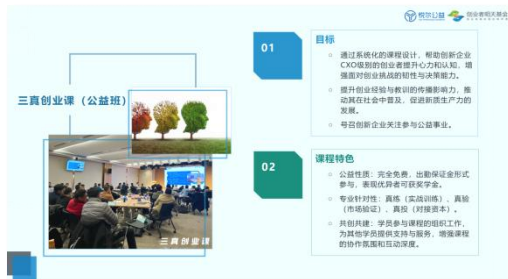 悦尔公益 创业者明天基金
三真创业课（公益班）
三真创业课
01
目标
通过系统化的课程设计，帮助创新企业
CXO级别的创业者提升心力和认知，增
强面对创业挑战的韧性与决策能力。
提升创业经验与教训的传播影响力，推
动其在社会中普及，促进新质生产力的
发展。
号召创新企业关注参与公益事业。
02
课程特色
公益性质：完全免费，出勤保证金形式
参与，表现优异者可获奖学金。
专业针对性：真练（实战训练）、真验
（市场验证）、真投（对接资本）。
共创共建：学员参与课程的组织工作，
为其他学员提供支持与服务，增强课程
的协作氛围和互动深度。